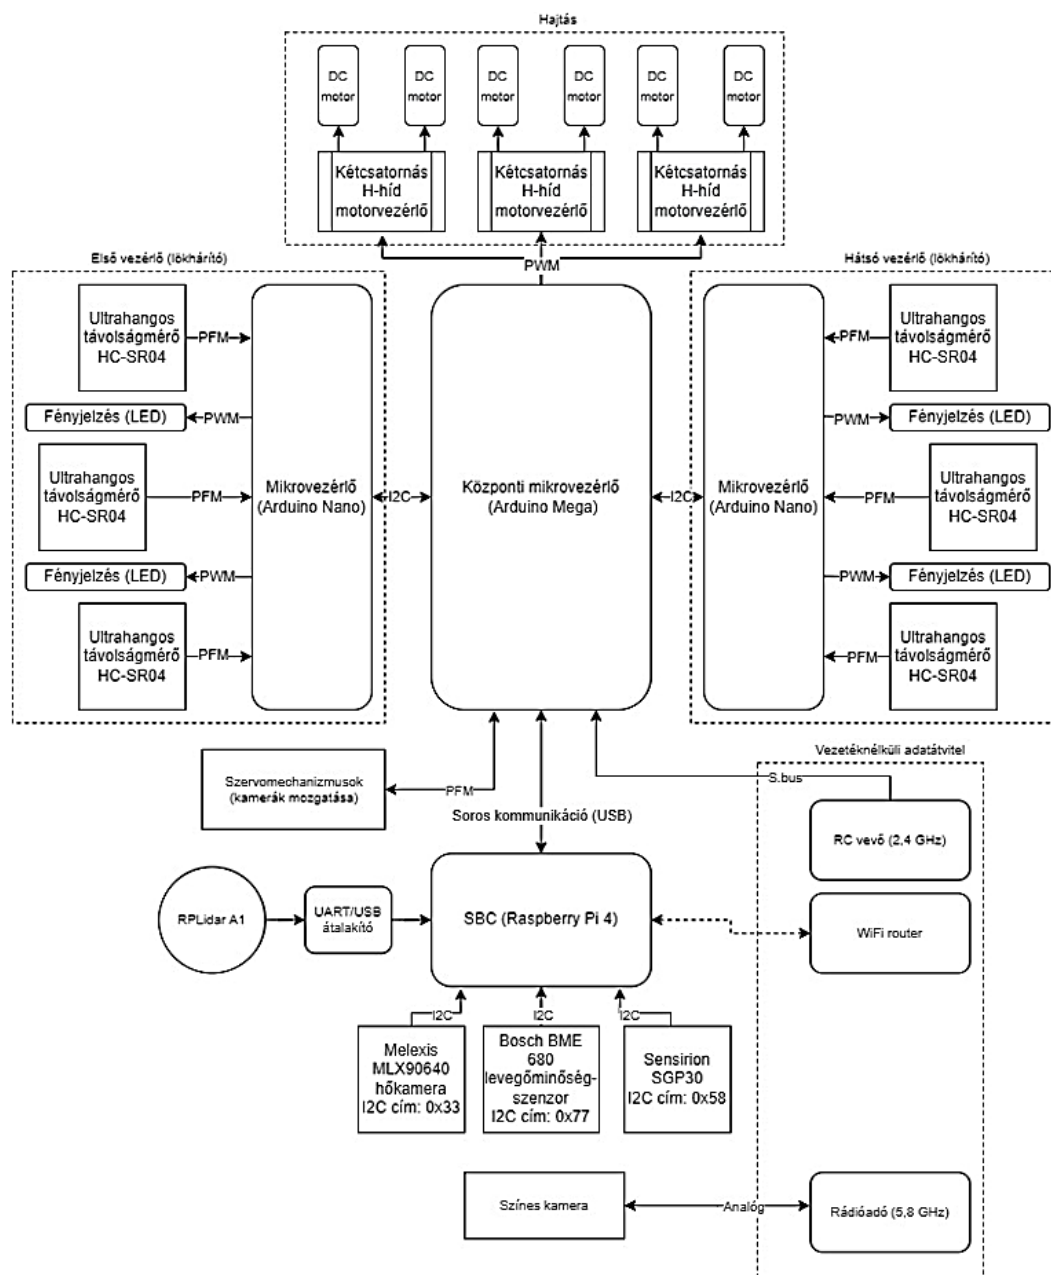 Hajtás
DC
motor
DC
motor
DC
motor
DC
motor
DC
motor
DC
motor
Kétcsatornás
H-híd
motorvezérlő
Kétcsatornás
H-híd
motorvezérlő
Kétcsatornás
H-híd
motorvezérlő
PWM
Első vezérlő (lökhárító)
Ultrahangos
távolságmérő
HC-SR04
PFM
Fényjelzés (LED)
PWM
Ultrahangos
távolságmérő
HC-SR04
PFM
Fényjelzés (LED)
PWM
Ultrahangos
távolságmérő
HC-SR04
PFM
Mikrovezérlő
(Arduino Nano)
I2C
Központi mikrovezérlő
(Arduino Mega)
I2C
Hátsó vezérlő (lökhárító)
Mikrovezérlő
(Arduino Nano)
PFM
Ultrahangos
távolságmérő
HC-SR04
PWM
Fényjelzés (LED)
PFM
Ultrahangos
távolságmérő
HC-SR04
PWM
Fényjelzés (LED)
PFM
Ultrahangos
távolságmérő
HC-SR04
Szervomechanizmusok
(kamerák mozgatása)
PFM
Soros kommunikáció (USB)
Vezetéknélküli adatátvitel
S.bus
RC vevő (2,4 GHz)
RPLidar A1
UART/USB
átalakító
SBC (Raspberry Pi 4)
WiFi router
I2C
I2C
I2C
Melexis
MLX90640
hőkamera
I2C cím: 0x33
Bosch BME
680
levegőminőség-
szenzor
I2C cím: 0x77
Sensirion
SGP30
I2C cím: 0x58
Színes kamera
Analóg
Rádióadó (5,8 GHz)